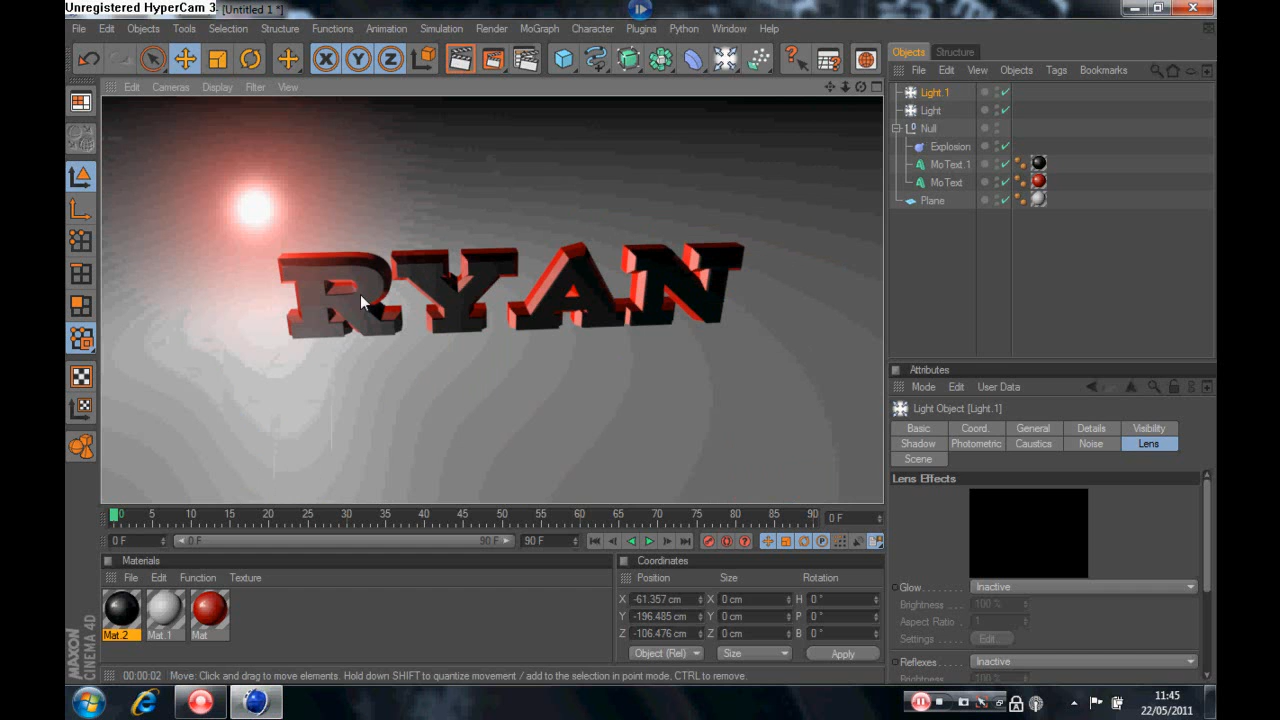 Unregistered HyperCam 3 - [Untitled 1 *]
File Edit Objects Tools Selection Structure Functions Animation Simulation Render MoGraph Character Plugins Python Window Help
X Y Z
Objects Structure
File Edit View Objects Tags Bookmarks
Edit Cameras Display Filter View
Light.1
Light
Null
Explosion
MoText.1
MoText
Plane
RYAN
Attributes
Mode Edit User Data
Light Object [Light.1]
Basic Coord. General Details Visibility
Shadow Photometric Caustics Noise Lens
Scene
Lens Effects
Glow Inactive
Brightness 100 %
Aspect Ratio 1
Settings Edit...
Reflexes Inactive
Brightness 100 %
0 5 10 15 20 25 30 35 40 45 50 55 60 65 70 75 80 85 90 0 F
0 F 0 F 90 F 90 F
Materials
File Edit Function Texture
Mat.2 Mat.1 Mat
Coordinates
Position Size Rotation
X -61.357 cm X 0 cm H 0 °
Y -196.485 cm Y 0 cm P 0 °
Z -106.476 cm Z 0 cm B 0 °
Object (Rel) Size Apply
MAXON CINEMA 4D
00:00:02 Move: Click and drag to move elements. Hold down SHIFT to quantize movement / add to the selection in point mode, CTRL to remove.
11:45
22/05/2011